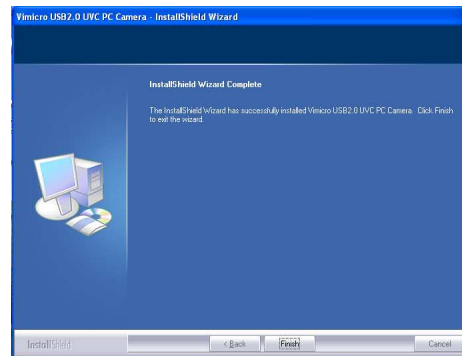 Vimicro USB2.0 UVC PC Camera - InstallShield Wizard
InstallShield Wizard Complete
The InstallShield Wizard has successfully installed Vimicro USB2.0 UVC PC Camera. Click Finish
to exit the wizard.
InstallShield
< Back
Finish
Cancel